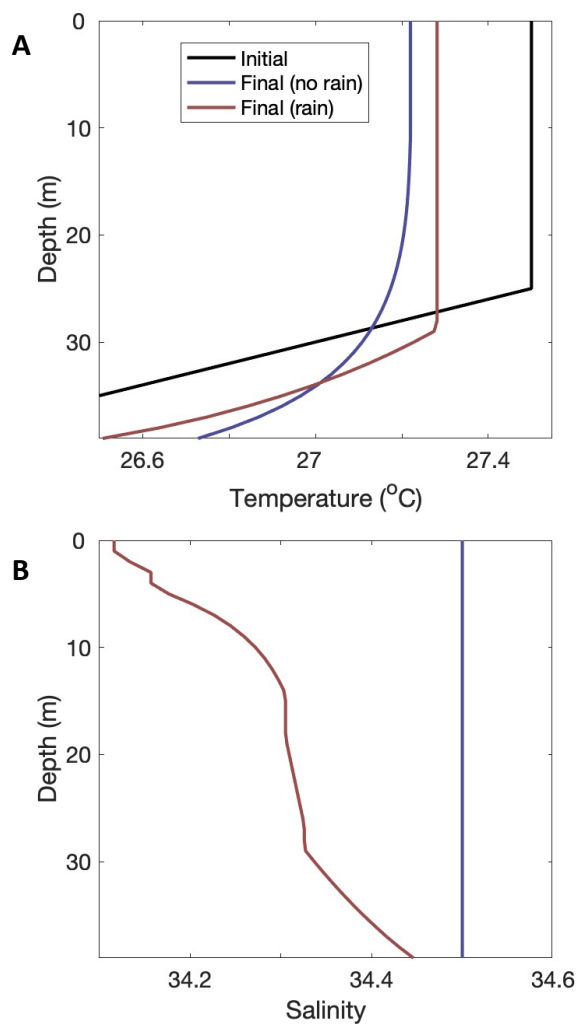 A
0
10
20
30
Depth (m)
Initial
Final (no rain)
Final (rain)
26.6
27
27.4
Temperature (°C)
B
0
10
20
30
Depth (m)
34.2
34.4
34.6
Salinity